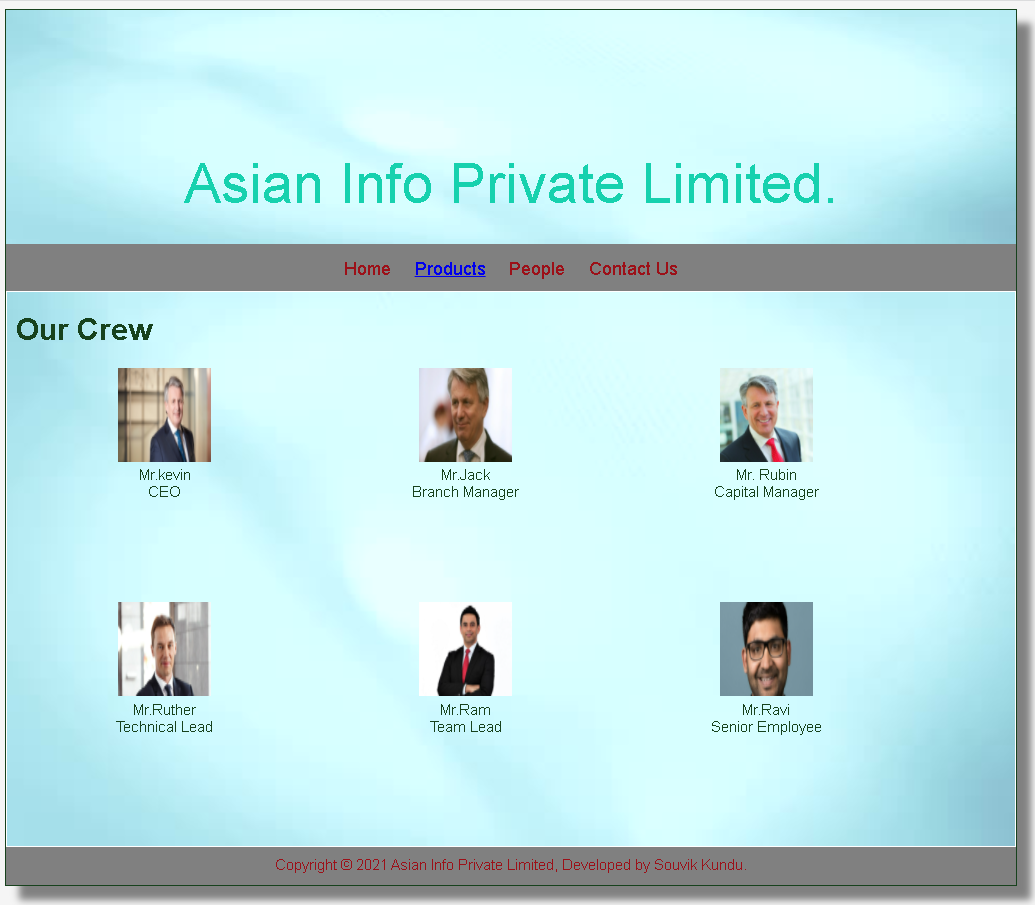 Asian Info Private Limited.
Home Products People Contact Us
Our Crew
Mr.kevin Mr.Jack Mr. Rubin
CEO Branch Manager Capital Manager
Mr.Ruther Mr.Ram Mr.Ravi
Technical Lead Team Lead Senior Employee
Copyright © 2021 Asian Info Private Limited, Developed by Souvik Kundu.